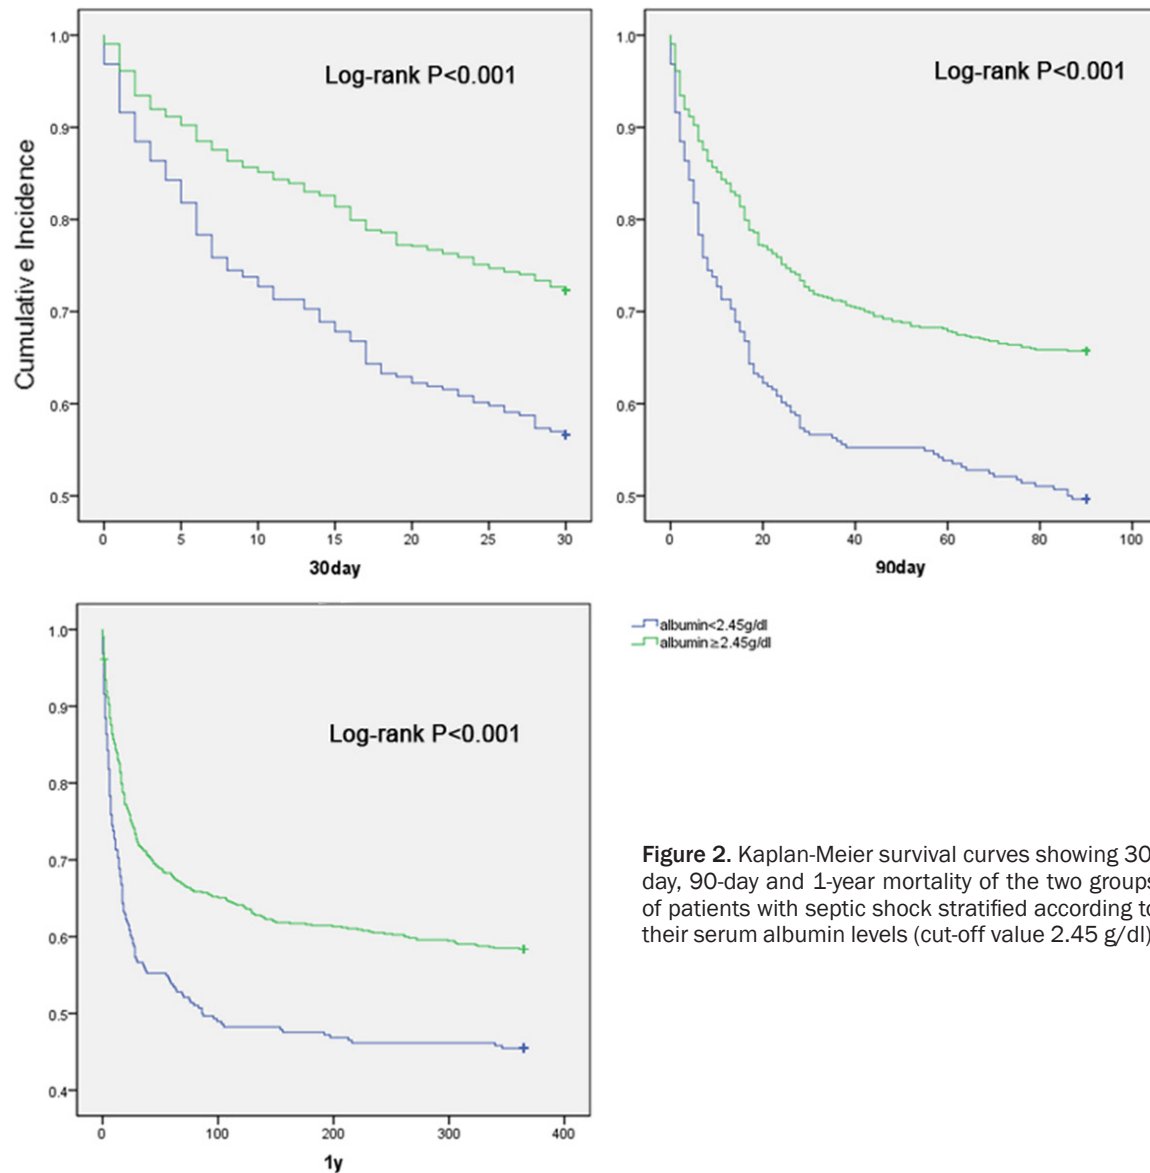 Log-rank P<0.001
Cumulative Incidence
1.0
0.9
0.8
0.7
0.6
0.5
0 5 10 15 20 25 30
30day
Log-rank P<0.001
1.0
0.9
0.8
0.7
0.6
0.5
0 20 40 60 80 100
90day
Log-rank P<0.001
1.0
0.9
0.8
0.7
0.6
0.5
0.4
0 100 200 300 400
1y
albumin<2.45g/dl
albumin≥2.45g/dl
Figure 2. Kaplan-Meier survival curves showing 30
day, 90-day and 1-year mortality of the two groups
of patients with septic shock stratified according to
their serum albumin levels (cut-off value 2.45 g/dl)